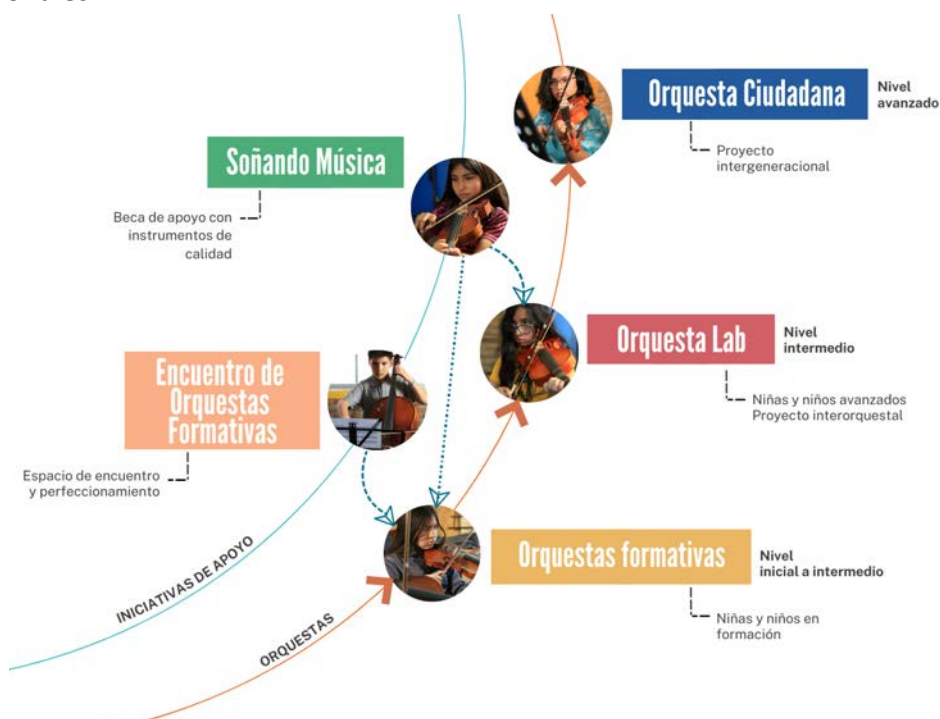 Orquesta Ciudadana
Nivel
avanzado
Proyecto
intergeneracional
Soñando Música
Beca de apoyo con
instrumentos de
calidad
Orquesta Lab
Nivel
intermedio
Niñas y niños avanzados
Proyecto interorquestal
Encuentro de
Orquestas
Formativas
Espacio de encuentro
y perfeccionamiento
Orquestas formativas
Nivel
inicial a intermedio
Niñas y niños en
formación
INICIATIVAS DE APOYO
ORQUESTAS